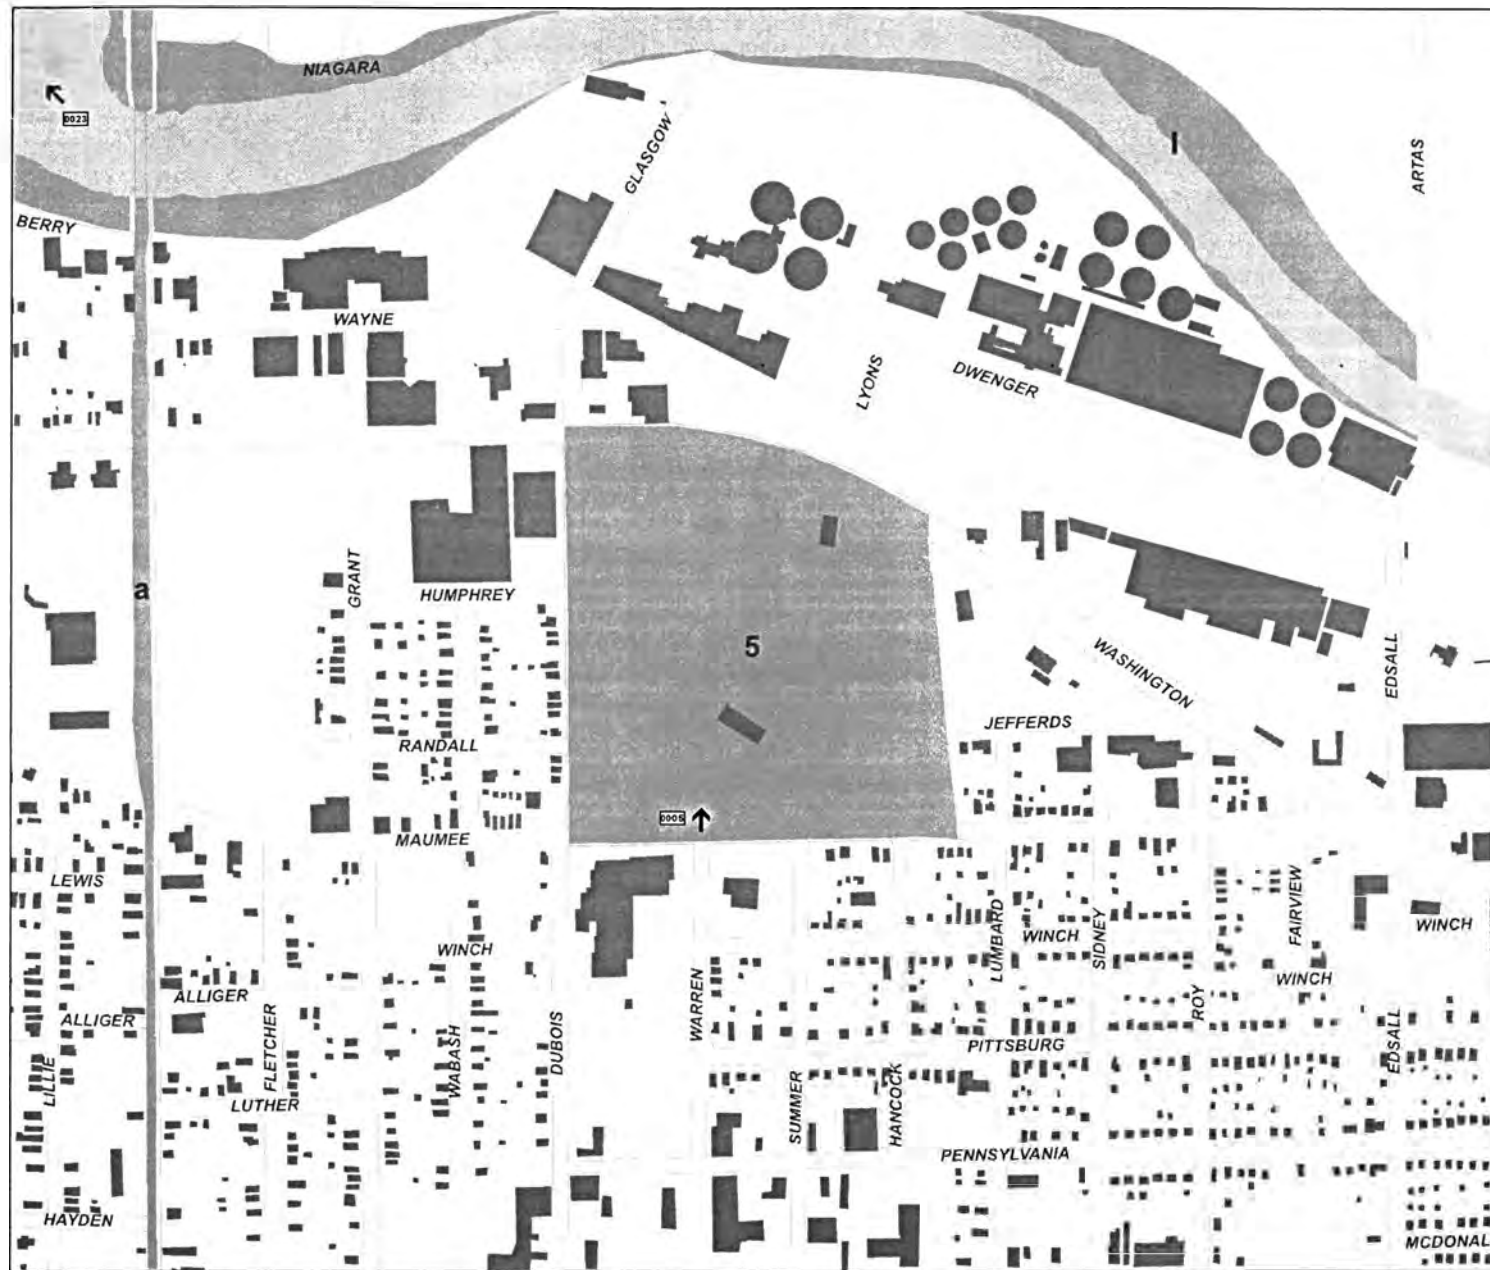 NIAGARA
0023
GLASGOW
I
ARTAS
BERRY
WAYNE
LYONS
DWENGER
a
GRANT
HUMPHREY
5
WASHINGTON
EDSALL
JEFFERDS
RANDALL
0005
MAUMEE
LEWIS
WINCH
LUMBARD
WINCH
SIDNEY
FAIRVIEW
WINCH
WINCH
ALLIGER
ALLIGER
FLETCHER
LILLIE
LUTHER
WABASH
DUBOIS
WARREN
ROY
PITTSBURG
EDSALL
SUMMER
HANCOCK
PENNSYLVANIA
HAYDEN
MCDONAL